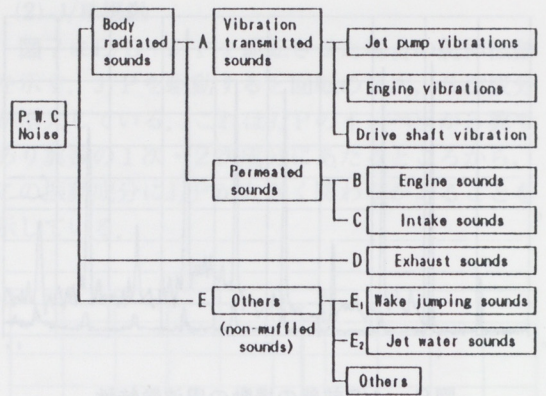 P.W.C
Noise
Body
radiated
sounds
A
Vibration
transmitted
sounds
Jet pump vibrations
Engine vibrations
Drive shaft vibration
Permeated
sounds
B
Engine sounds
C
Intake sounds
D
Exhaust sounds
E
Others
(non-muffled
sounds)
E1
Wake jumping sounds
E2
Jet water sounds
Others